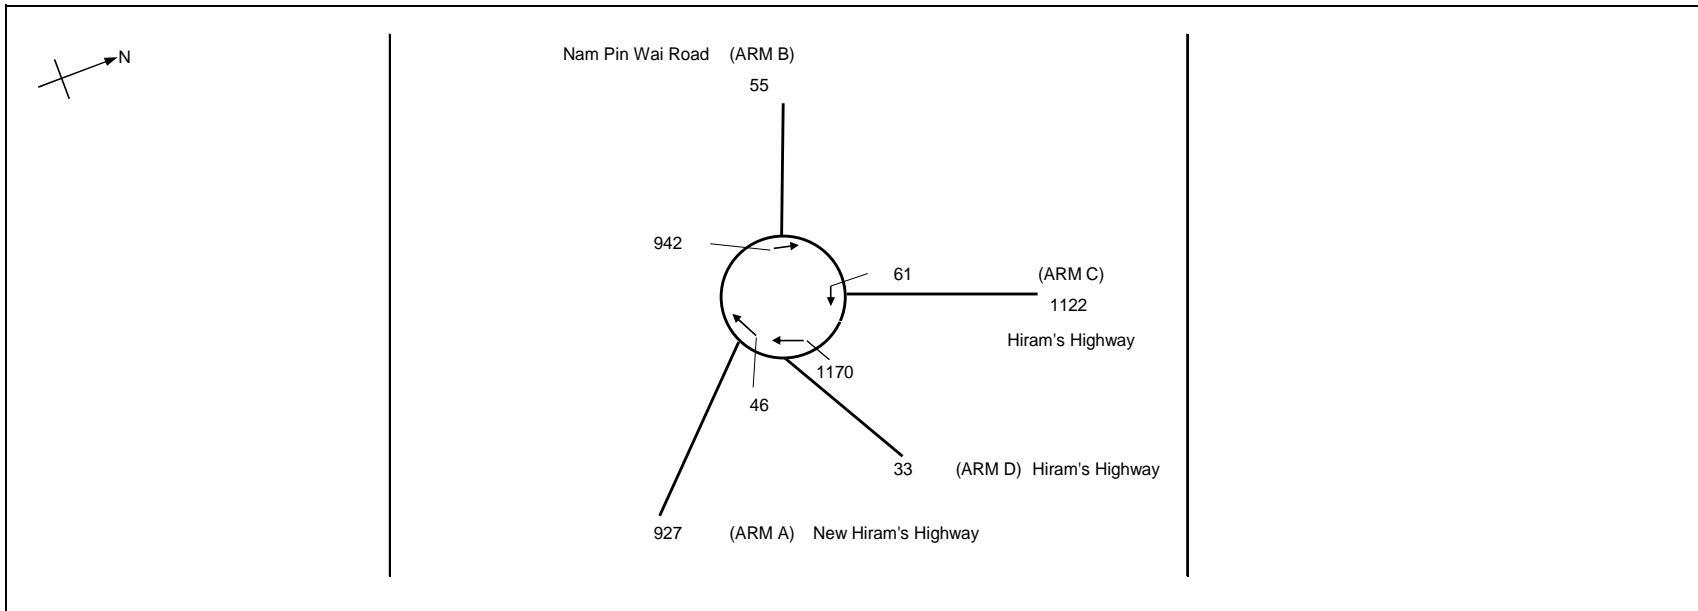 N
Nam Pin Wai Road (ARM B)
55
942
61 (ARM C)
1122
Hiram's Highway
1170
46
33 (ARM D) Hiram's Highway
927 (ARM A) New Hiram's Highway